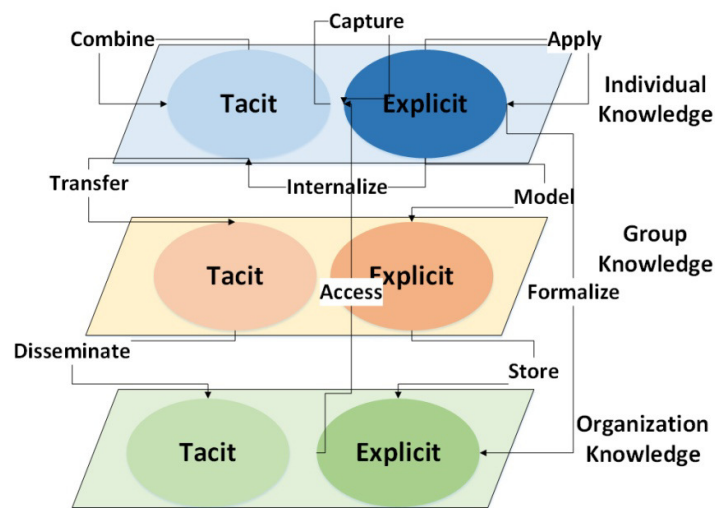 Capture
Combine
Apply
Tacit
Explicit
Individual
Knowledge
Transfer
Internalize
Model
Group
Knowledge
Tacit
Explicit
Access
Formalize
Disseminate
Store
Organization
Knowledge
Tacit
Explicit